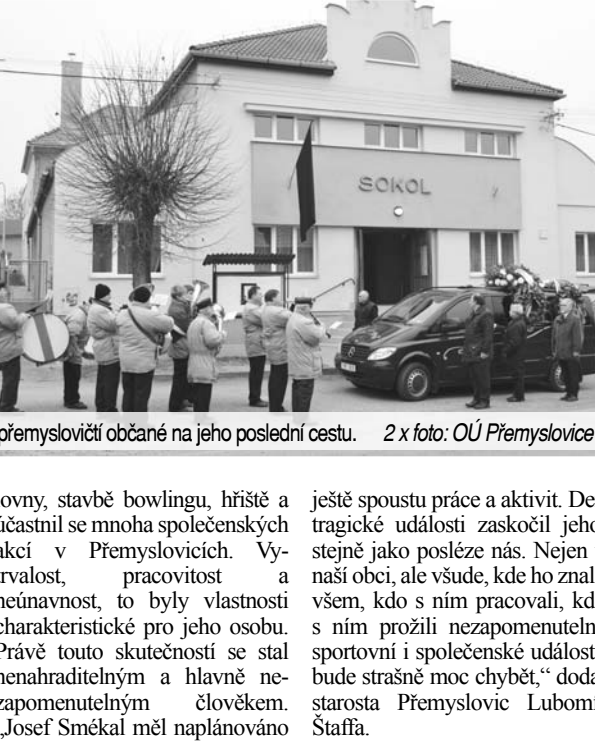 SOKOL
přemyslovičtí občané na jeho poslední cestu. 2 x foto: OÚ Přemyslovice
lovny, stavbě bowlingu, hřiště a
účastnil se mnoha společenských
akcí v Přemyslovicích. Vy-
trvalost, pracovitost a
neúnavnost, to byly vlastnosti
charakteristické pro jeho osobu.
Právě touto skutečností se stal
nenahraditelným a hlavně ne-
zapomenutelným člověkem.
„Josef Smékal měl naplánováno
ještě spoustu práce a aktivit. De
tragické události zaskočil jeho
stejně jako posléze nás. Nejen
naší obci, ale všude, kde ho znal
všem, kdo s ním pracovali, kd
s ním prožili nezapomenuteln
sportovní i společenské událost
bude strašně moc chybět,“ doda
starosta Přemyslovic Lubomí
Štaffa.